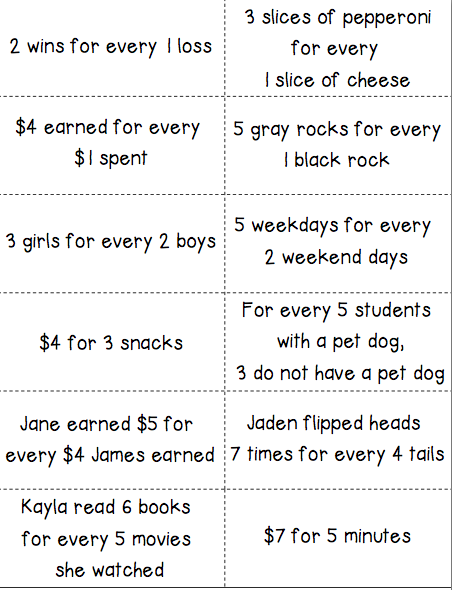 2 wins for every 1 loss
3 slices of pepperoni
for every
1 slice of cheese
$4 earned for every
$1 spent
5 gray rocks for every
1 black rock
3 girls for every 2 boys
5 weekdays for every
2 weekend days
$4 for 3 snacks
For every 5 students
with a pet dog,
3 do not have a pet dog
Jane earned $5 for
every $4 James earned
Jaden flipped heads
7 times for every 4 tails
Kayla read 6 books
for every 5 movies
she watched
$7 for 5 minutes